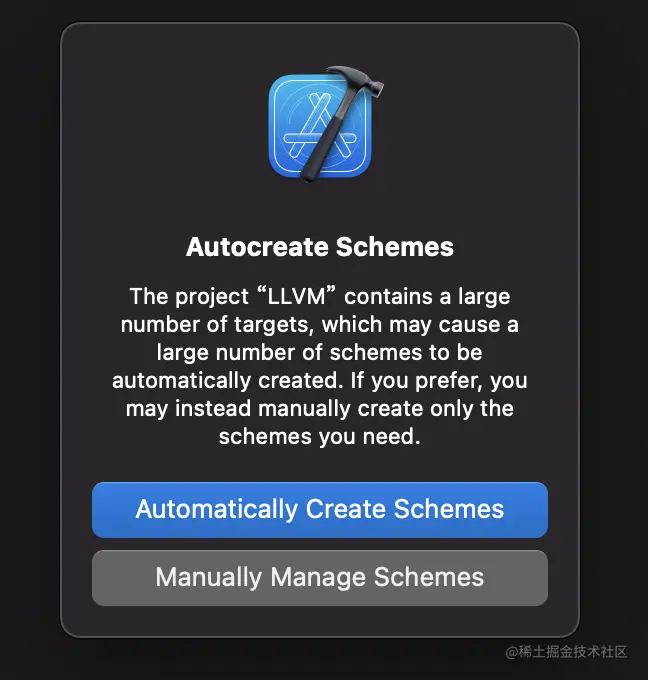 Autocreate Schemes
The project “LLVM” contains a large
number of targets, which may cause a
large number of schemes to be
automatically created. If you prefer, you
may instead manually create only the
schemes you need.
Automatically Create Schemes
Manually Manage Schemes
@稀土掘金技术社区